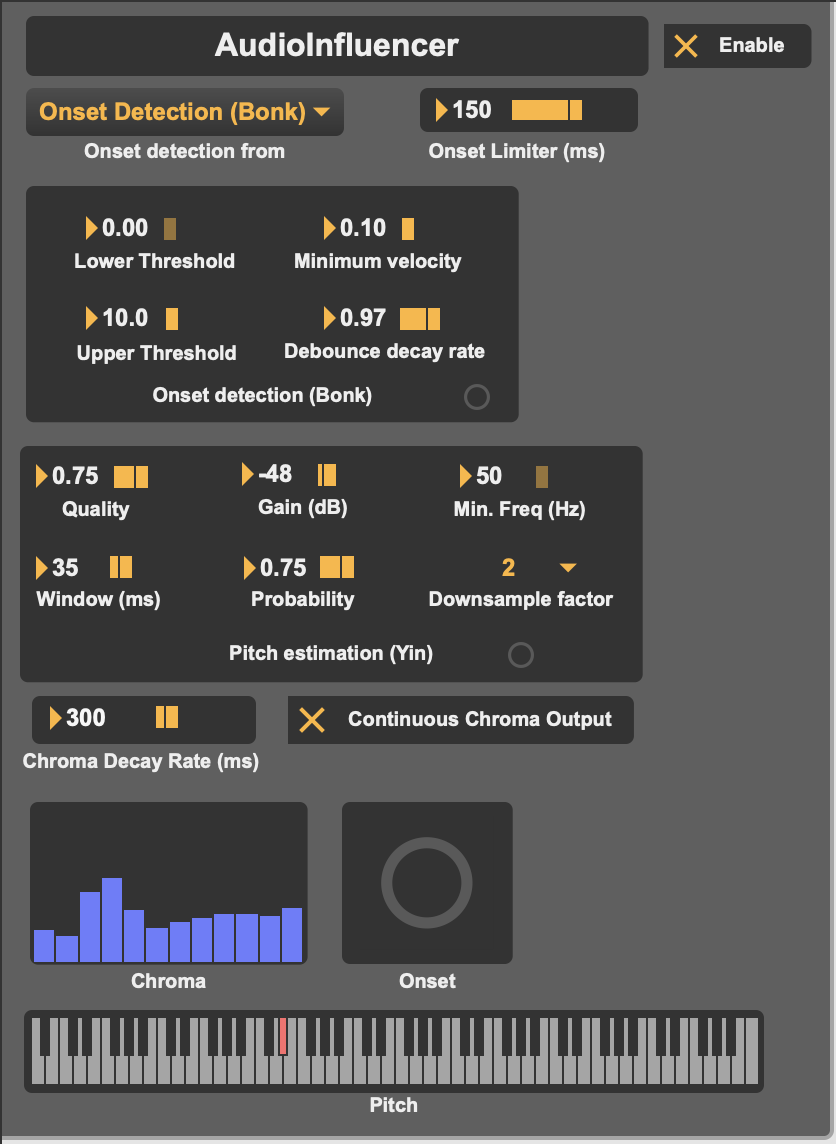 AudioInfluencer
Enable
Onset Detection (Bonk)
150
Onset detection from
Onset Limiter (ms)
0.00
0.10
Lower Threshold
Minimum velocity
10.0
0.97
Upper Threshold
Debounce decay rate
Onset detection (Bonk)
0.75
-48
50
Quality
Gain (dB)
Min. Freq (Hz)
35
0.75
2
Window (ms)
Probability
Downsample factor
Pitch estimation (Yin)
300
Continuous Chroma Output
Chroma Decay Rate (ms)
Chroma
Onset
Pitch